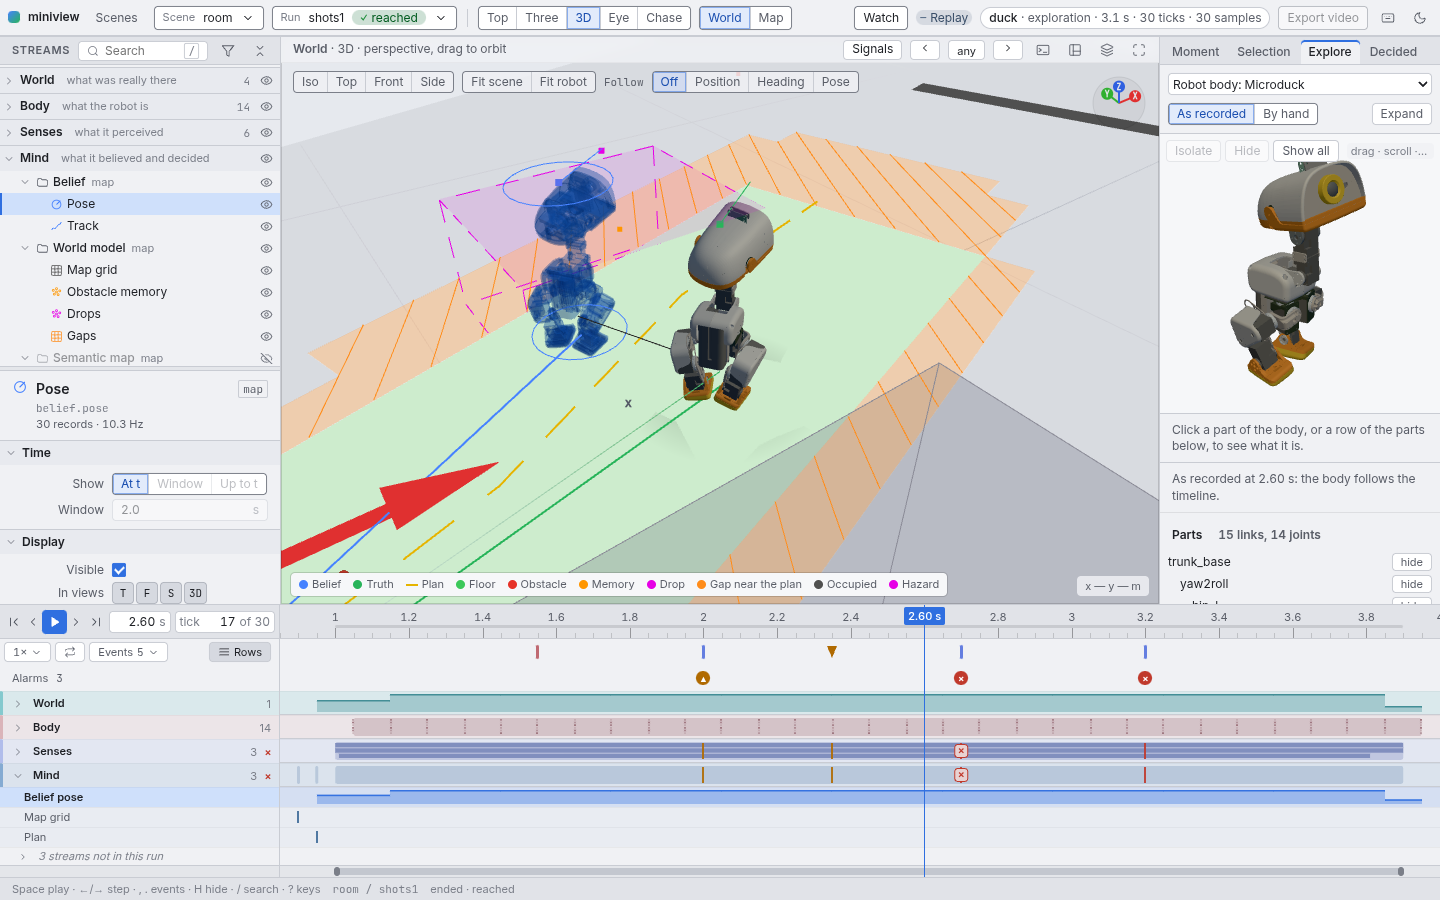 miniview Scenes Scene room Run shots1 ✓ reached Top Three 3D Eye Chase World Map Watch Replay duck · exploration · 3.1 s · 30 ticks · 30 samples Export video
STREAMS Search /
World what was really there 4
Body what the robot is 14
Senses what it perceived 6
Mind what it believed and decided
Belief map
Pose
Track
World model map
Map grid
Obstacle memory
Drops
Gaps
Semantic map map
Pose map
belief.pose
30 records · 10.3 Hz
Time
Show At t Window Up to t
Window 2.0 s
Display
Visible
In views T F S 3D
World · 3D · perspective, drag to orbit Signals any
Iso Top Front Side Fit scene Fit robot Follow Off Position Heading Pose
Z
Y
X
x
Belief Truth Plan Floor Obstacle Memory Drop Gap near the plan Occupied Hazard
x — y — m
Moment Selection Explore Decided
Robot body: Microduck
As recorded By hand Expand
Isolate Hide Show all drag · scroll ·...
Click a part of the body, or a row of the parts
below, to see what it is.
As recorded at 2.60 s: the body follows the
timeline.
Parts 15 links, 14 joints
trunk_base hide
yaw2roll hide
2.60 s tick 17 of 30
1 1.2 1.4 1.6 1.8 2 2.2 2.4 2.60 s 2.8 3 3.2 3.4 3.6 3.8
1× Events 5 Rows
Alarms 3
World 1
Body 14
Senses 3 ×
Mind 3 ×
Belief pose
Map grid
Plan
3 streams not in this run
Space play · ←/→ step · , . events · H hide · / search · ? keys room / shots1 ended · reached